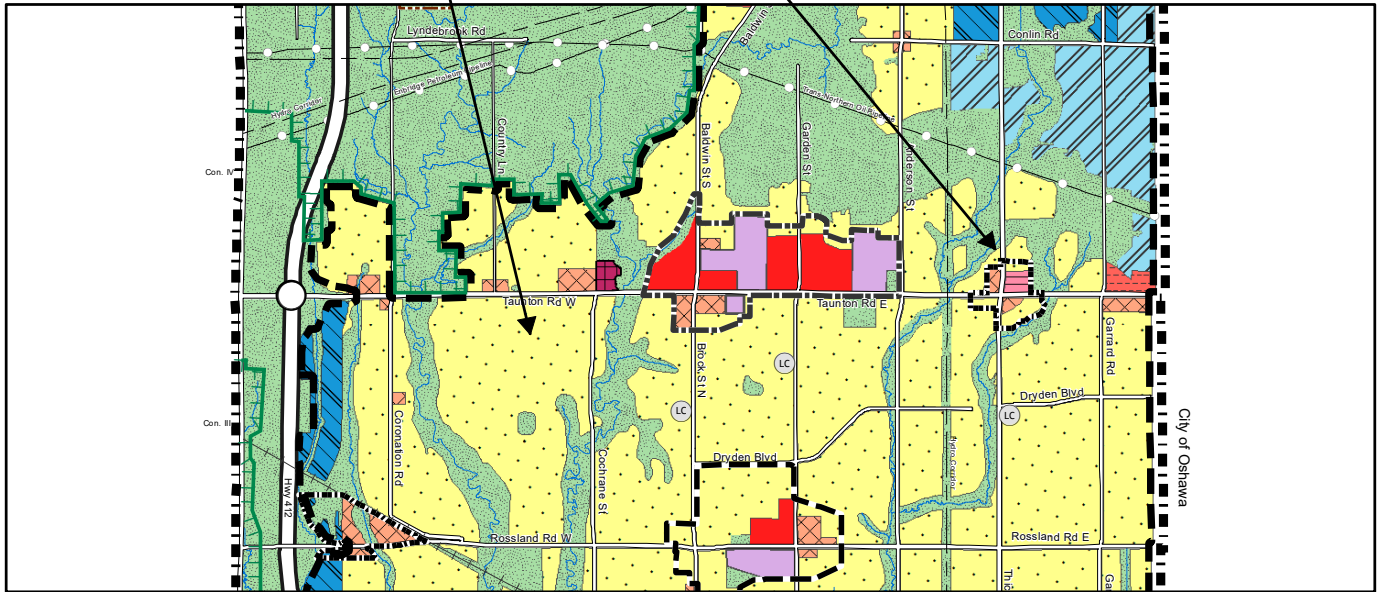 Lyndebrook Rd
Baldwin
Conlin Rd
Enbridge Petroleum Pipeline
Hydro Corridor
Trans-Northern Oil Pipeline
County Ln
Baldwin St S
Garden St
Anderson St
Con. IV
Taunton Rd W
Taunton Rd E
Garrard Rd
Brock St N
LC
LC
LC
Dryden Blvd
Con. III
Coronation Rd
City of Oshawa
Hydro Corridor
Dryden Blvd
Cochrane St
Hwy 412
Rossland Rd W
Rossland Rd E